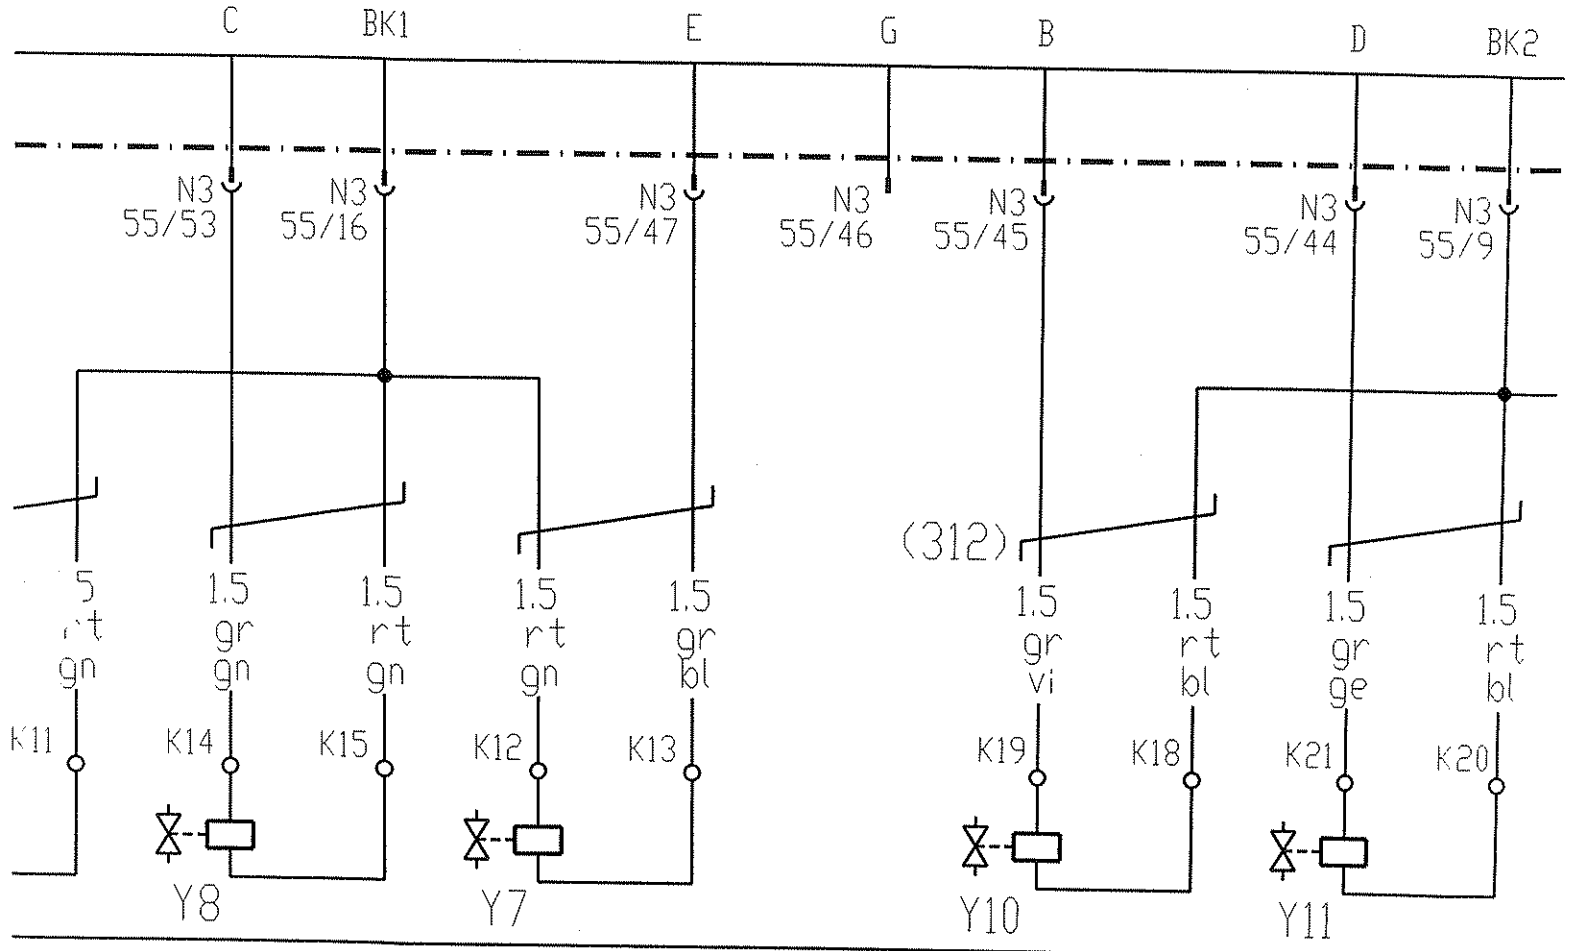 C BK1 E G B D BK2
N3 N3 N3 N3 N3 N3 N3
55/53 55/16 55/47 55/46 55/45 55/44 55/9
(312)
5 1.5 1.5 1.5 1.5 1.5 1.5 1.5 1.5
rt gr rt rt gr gr rt gr rt
gn gn gn gn bl vi bl ge bl
K11 K14 K15 K12 K13 K19 K18 K21 K20
Y8 Y7 Y10 Y11